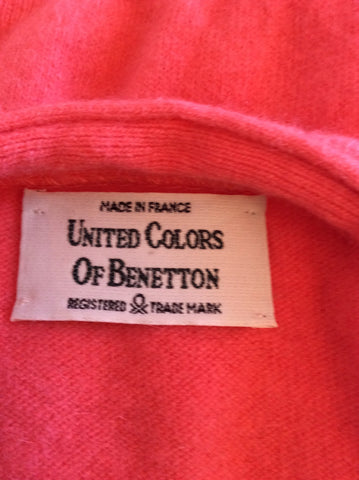 MADE IN FRANCE
UNITED COLORS
OF BENETTON
REGISTERED TRADE MARK